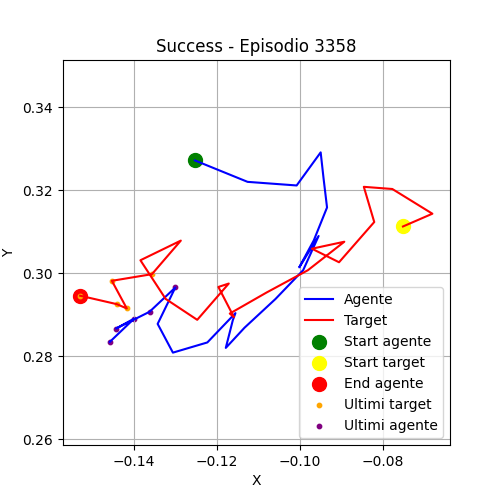 Success - Episodio 3358
0.34
0.32
0.30
0.28
0.26
Y
−0.14
−0.12
−0.10
−0.08
X
Agente
Target
Start agente
Start target
End agente
Ultimi target
Ultimi agente